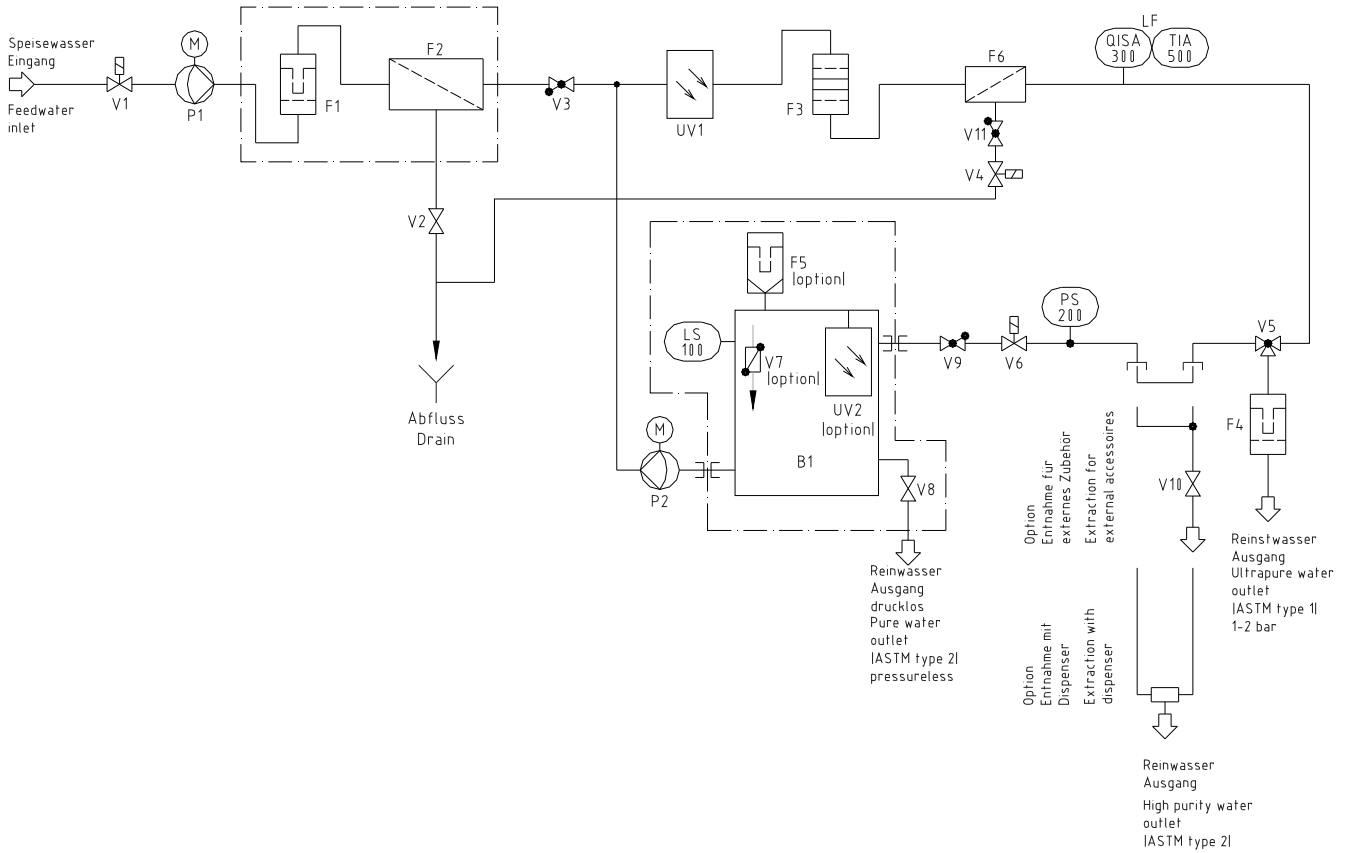 Speisewasser
Eingang
Feedwater
inlet
V1
M
P1
F1
F2
V2
V3
UV1
F3
F6
V11
V4
LF
QISA
300
TIA
500
Abfluss
Drain
F5
|option|
LS
100
V7
|option|
UV2
|option|
B1
M
P2
V8
V9
V6
PS
200
V5
F4
V10
Reinwasser
Ausgang
drucklos
Pure water
outlet
|ASTM type 2|
pressureless
Option
Entnahme für
externes Zubehör
Extraction for
external accessoires
Reinstwasser
Ausgang
Ultrapure water
outlet
|ASTM type 1|
1-2 bar
Option
Entnahme mit
Dispenser
Extraction with
dispenser
Reinwasser
Ausgang
High purity water
outlet
|ASTM type 2|